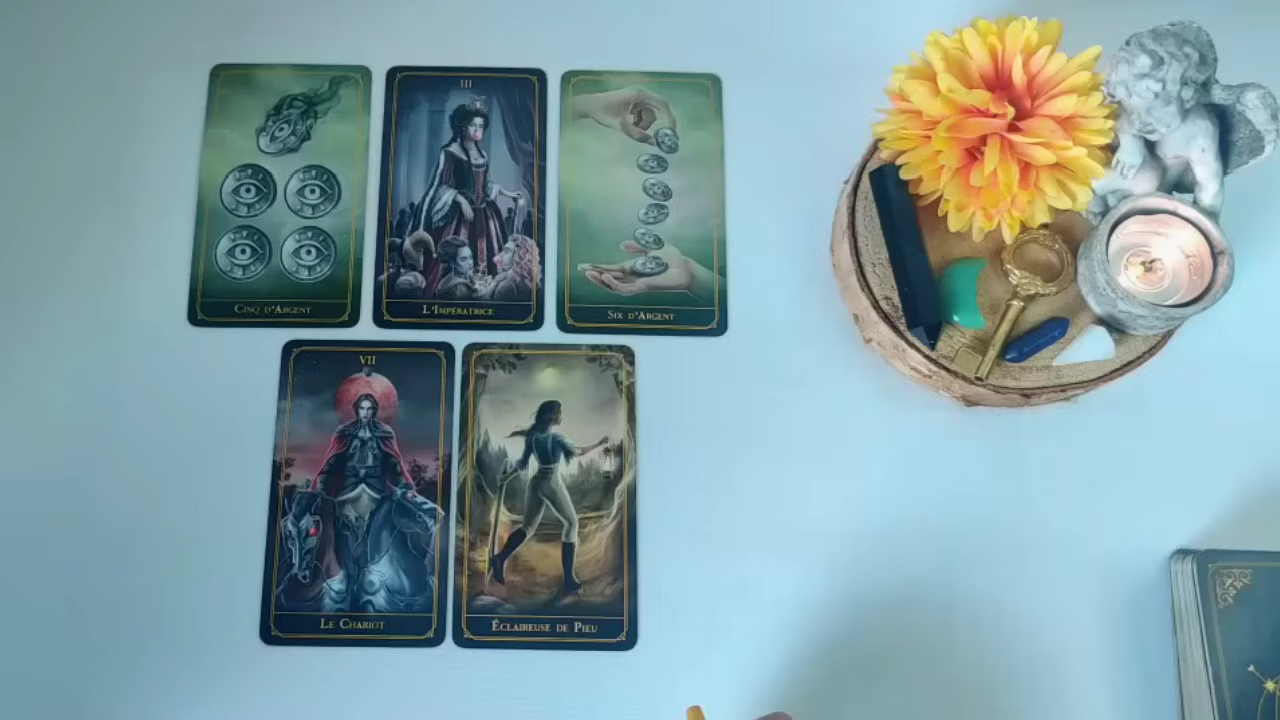 CINQ D'ARGENT
III
L'IMPÉRATRICE
SIX D'ARGENT
VII
LE CHARIOT
ÉCLAIREUSE DE PIEU